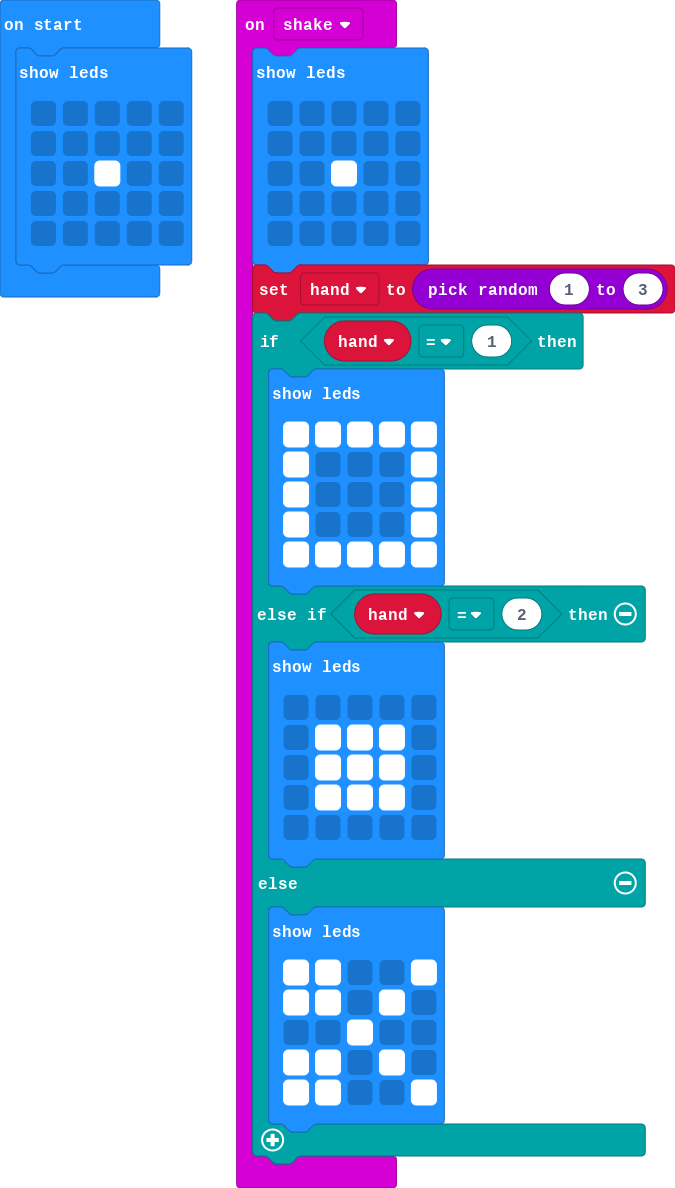 on start
show leds
on shake
show leds
set hand to pick random 1 to 3
if hand = 1 then
show leds
else if hand = 2 then
show leds
else
show leds